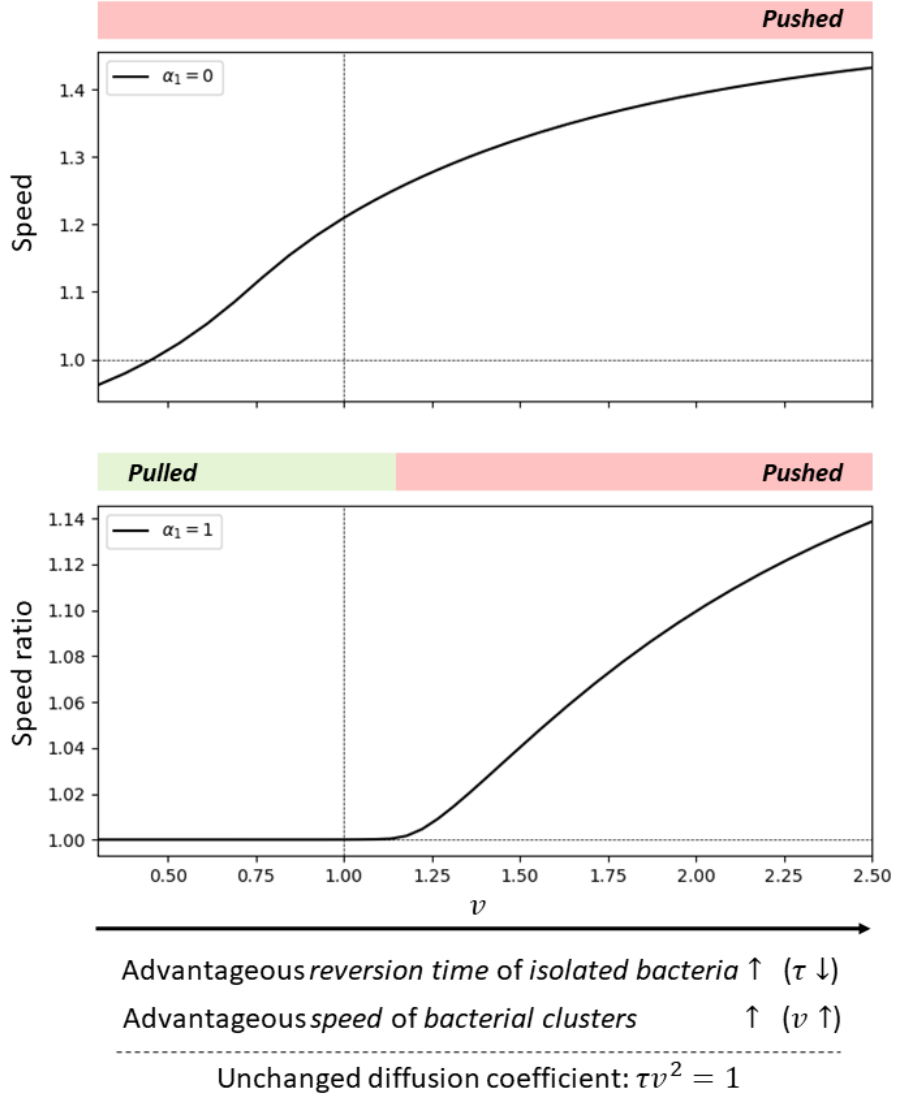 Pushed
α₁ = 0
1.4
1.3
1.2
1.1
1.0
Speed
Pulled Pushed
α₁ = 1
1.14
1.12
1.10
1.08
1.06
1.04
1.02
1.00
Speed ratio
0.50 0.75 1.00 1.25 1.50 1.75 2.00 2.25 2.50
v
Advantageous reversion time of isolated bacteria ↑ (τ ↓)
Advantageous speed of bacterial clusters ↑ (v ↑)
Unchanged diffusion coefficient: τv² = 1